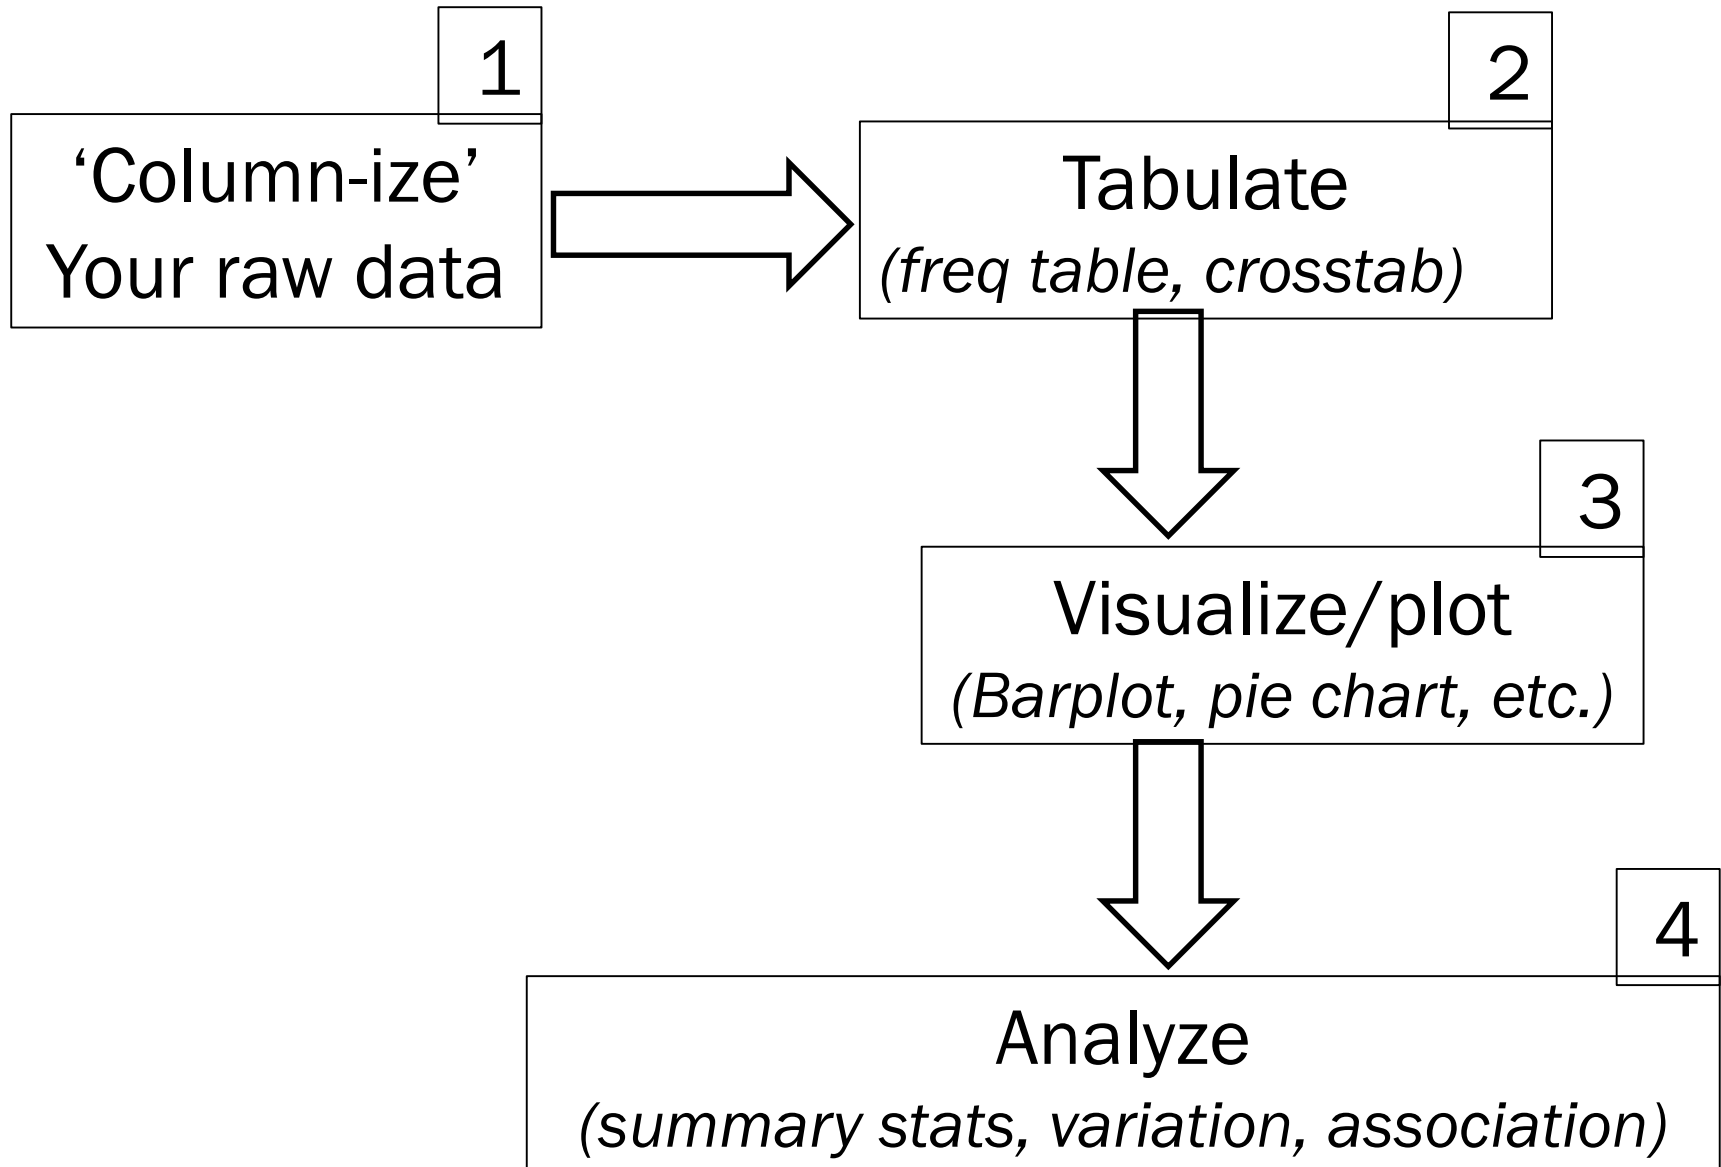 1
‘Column-ize’
Your raw data
2
Tabulate
(freq table, crosstab)
3
Visualize/plot
(Barplot, pie chart, etc.)
4
Analyze
(summary stats, variation, association)